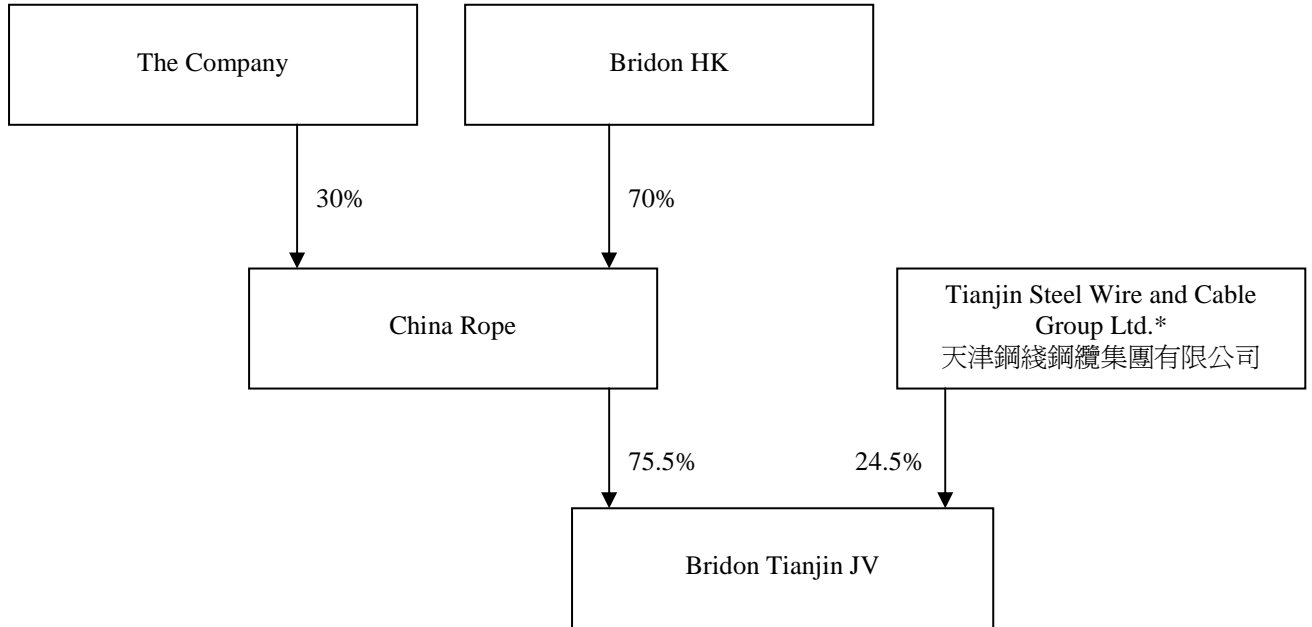 The Company
Bridon HK
30%
70%
China Rope
Tianjin Steel Wire and Cable
Group Ltd.*
天津鋼綫鋼纜集團有限公司
75.5%
24.5%
Bridon Tianjin JV